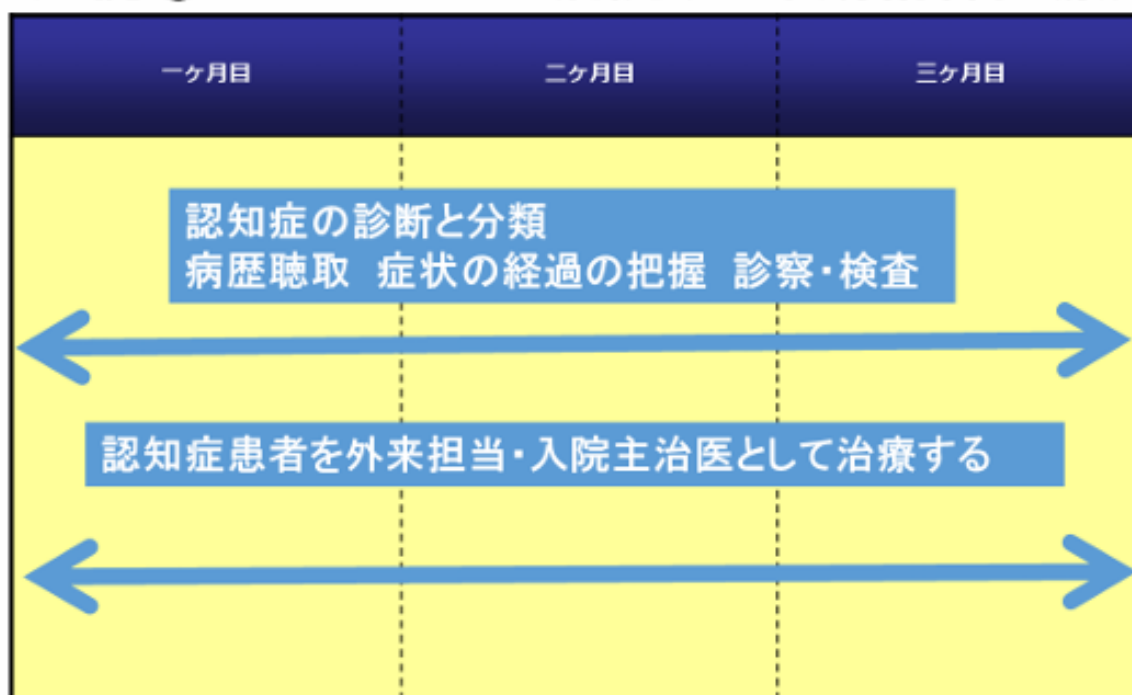 一ヶ月目
二ヶ月目
三ヶ月目
認知症の診断と分類
病歴聴取 症状の経過の把握 診察・検査
認知症患者を外来担当・入院主治医として治療する